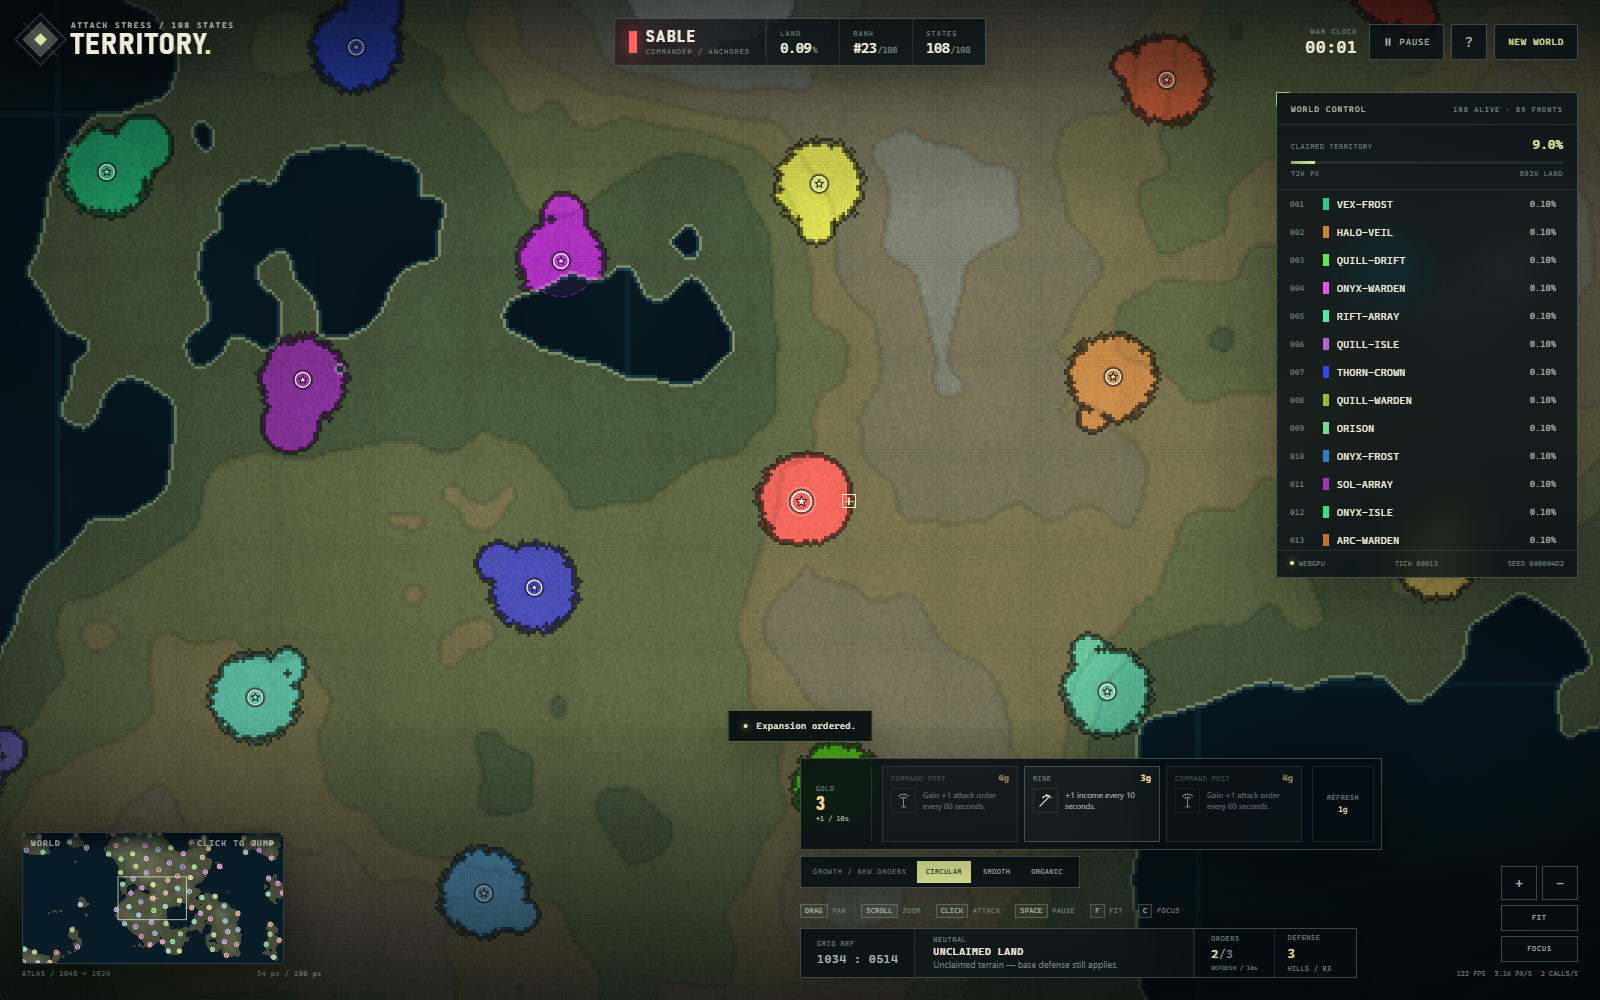 ATTACK STRESS / 108 STATES
TERRITORY.
SABLE
COMMANDER / ANCHORED
LAND
0.09%
RANK
#23/108
STATES
108/108
WAR CLOCK
00:01
PAUSE
?
NEW WORLD
WORLD CONTROL
108 ALIVE · 89 FRONTS
CLAIMED TERRITORY
9.0%
72K PX
802K LAND
001 VEX-FROST 0.10%
002 HALO-VEIL 0.10%
003 QUILL-DRIFT 0.10%
004 ONYX-WARDEN 0.10%
005 RIFT-ARRAY 0.10%
006 QUILL-ISLE 0.10%
007 THORN-CROWN 0.10%
008 QUILL-WARDEN 0.10%
009 ORISON 0.10%
010 ONYX-FROST 0.10%
011 SOL-ARRAY 0.10%
012 ONYX-ISLE 0.10%
013 ARC-WARDEN 0.10%
WEBGPU
TICK 00013
SEED 000004D2
Expansion ordered.
GOLD
3
+1 / 10s
COMMAND POST 4g
Gain +1 attack order
every 60 seconds.
MINE 3g
+1 income every 10
seconds.
COMMAND POST 4g
Gain +1 attack order
every 60 seconds.
REFRESH
1g
GROWTH / NEW ORDERS
CIRCULAR
SMOOTH
ORGANIC
DRAG PAN
SCROLL ZOOM
CLICK ATTACK
SPACE PAUSE
F FIT
C FOCUS
GRID REF
1034 : 0514
NEUTRAL
UNCLAIMED LAND
Unclaimed terrain — base defense still applies.
ORDERS
2/3
REFRESH / 10s
DEFENSE
3
HILLS / B3
WORLD
CLICK TO JUMP
ATLAS / 2048 × 1024
34 px / 100 px
+
−
FIT
FOCUS
122 FPS 3.1K PX/S 2 CALLS/S